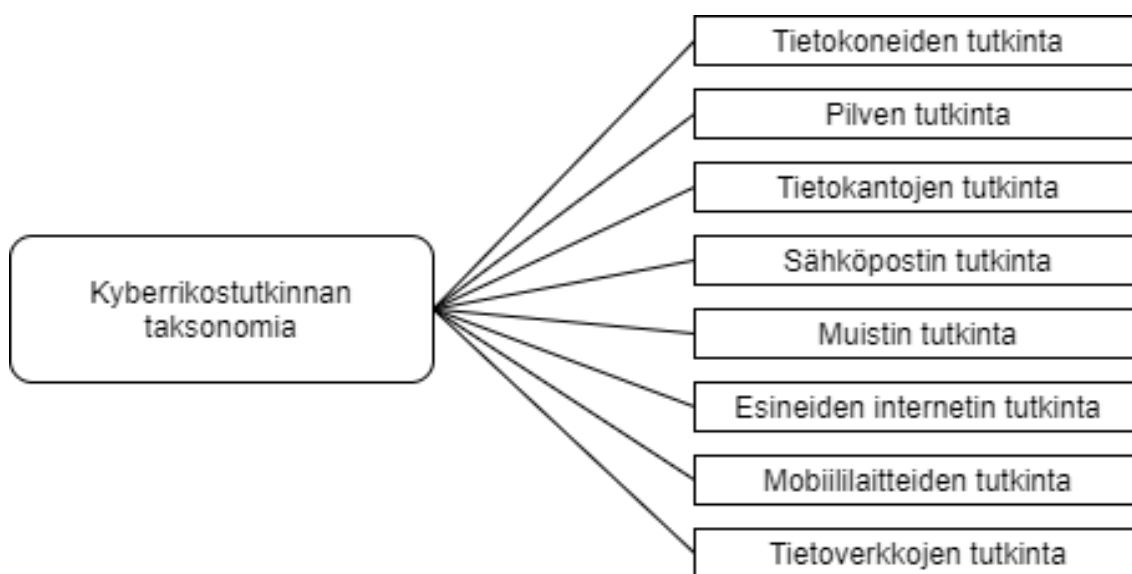 Tietokoneiden tutkinta
Pilven tutkinta
Tietokantojen tutkinta
Sähköpostin tutkinta
Kyberrikostutkinnan
taksonomia
Muistin tutkinta
Esineiden internetin tutkinta
Mobiililaitteiden tutkinta
Tietoverkkojen tutkinta